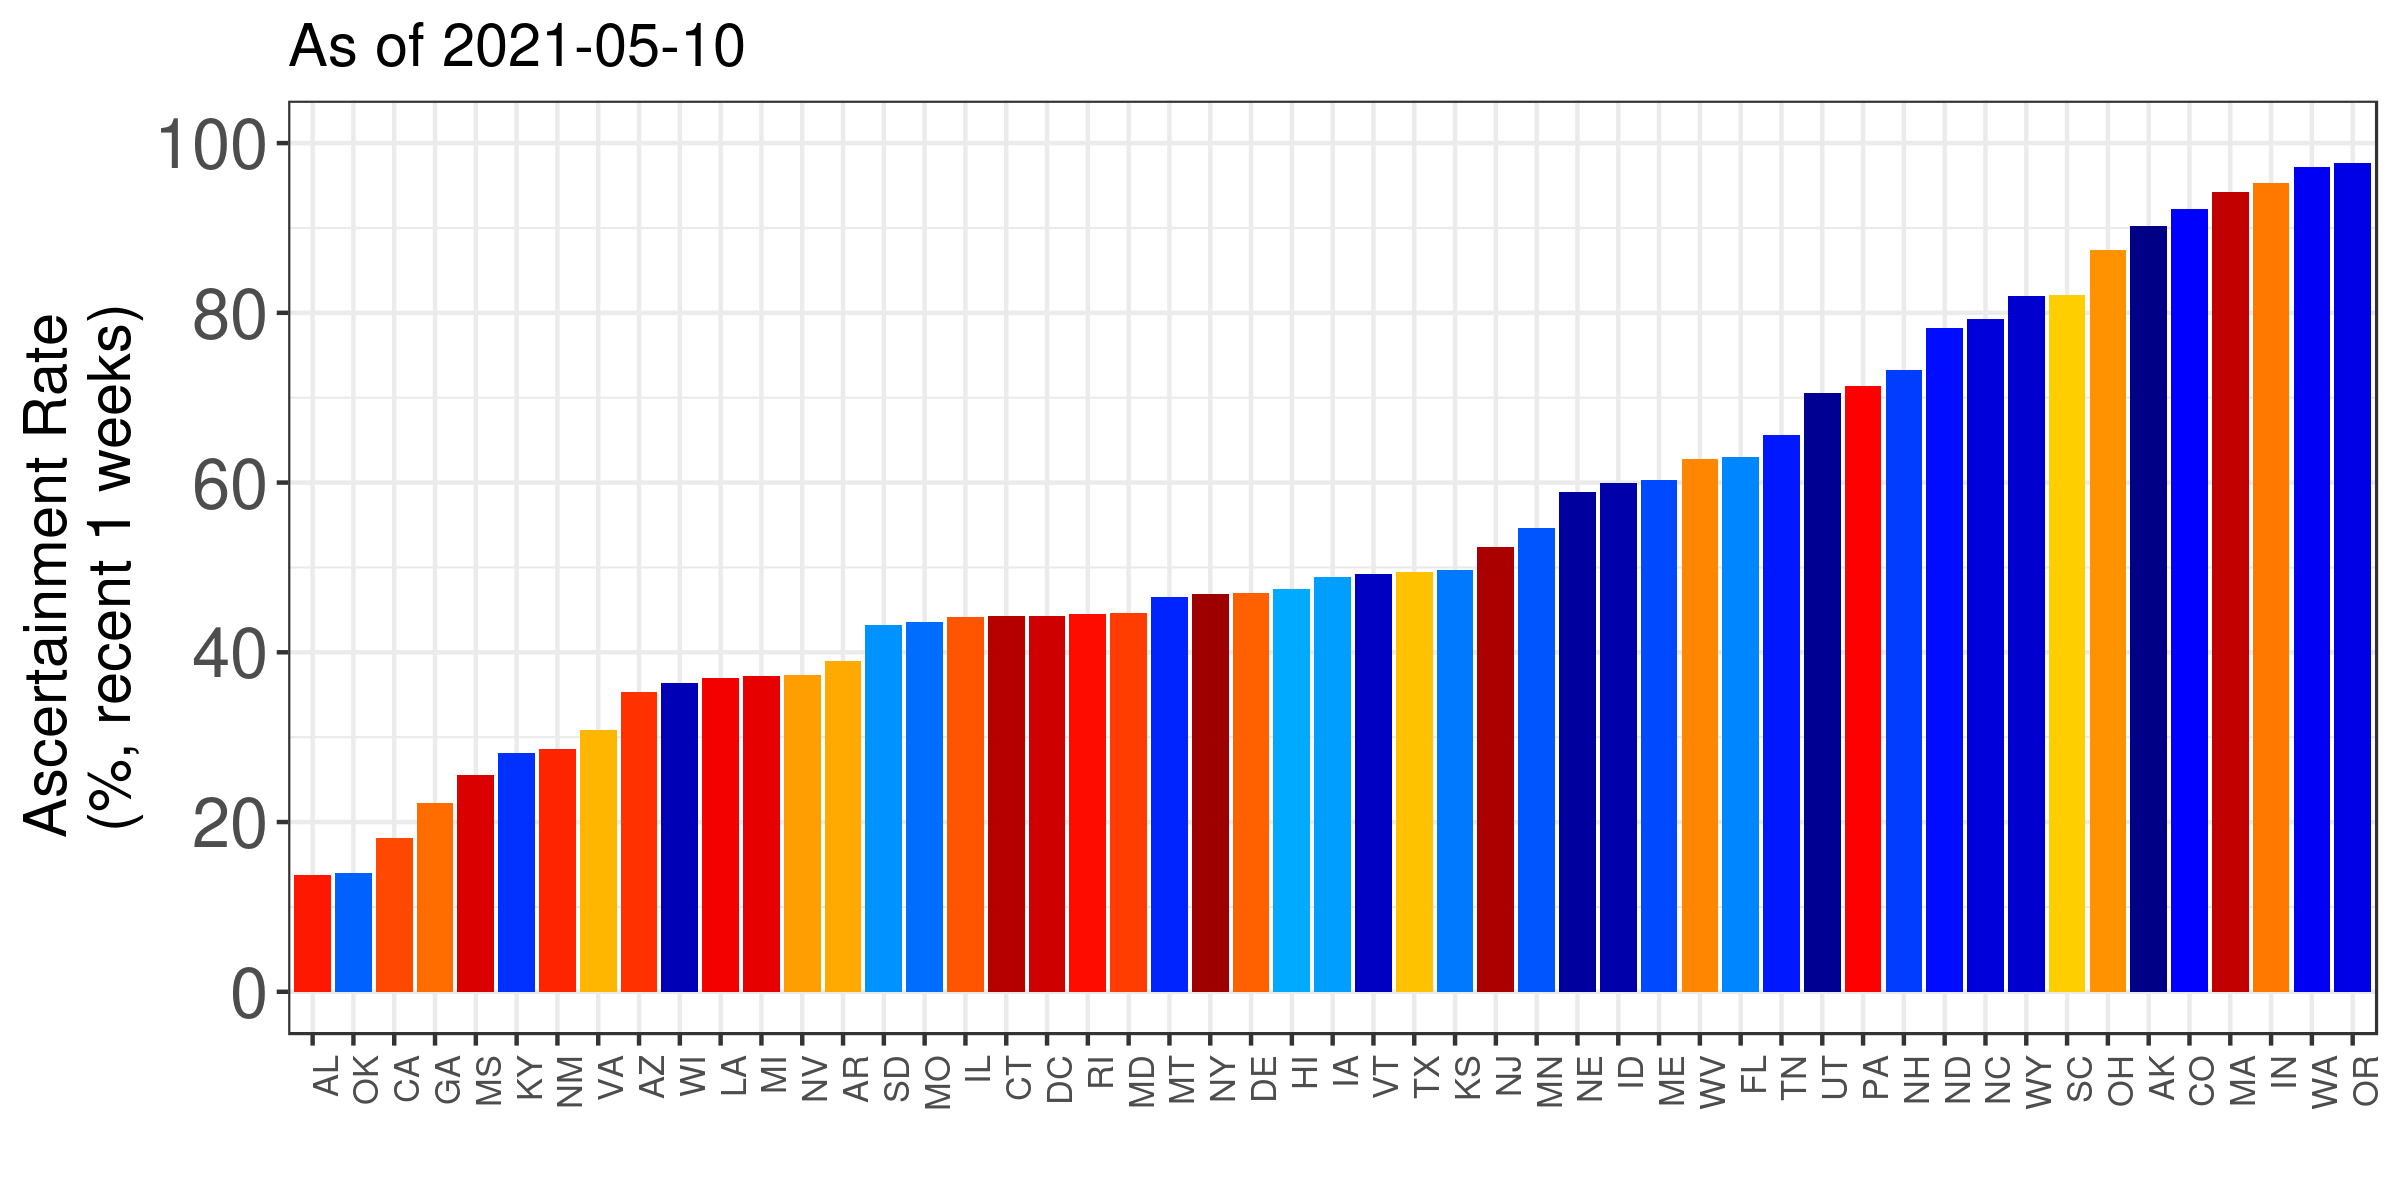 As of 2021-05-10
Ascertainment Rate
(%, recent 1 weeks)
100
80
60
40
20
0
AL OK CA GA MS KY NM VA AZ WI LA MI NV AR SD MO IL CT DC RI MD MT NY DE HI IA VT TX KS NJ MN NE ID ME WV FL TN UT PA NH ND NC WY SC OH AK CO MA IN WA OR